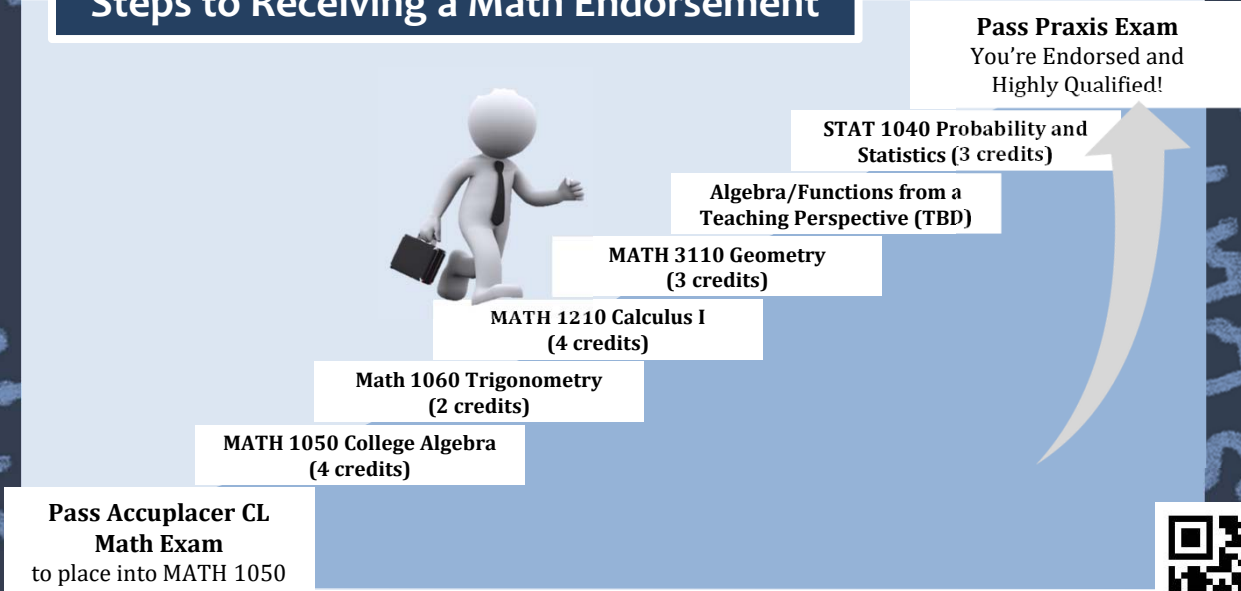 Steps to Receiving a Math Endorsement
Pass Praxis Exam
You’re Endorsed and
Highly Qualified!
STAT 1040 Probability and
Statistics (3 credits)
Algebra/Functions from a
Teaching Perspective (TBD)
MATH 3110 Geometry
(3 credits)
MATH 1210 Calculus I
(4 credits)
Math 1060 Trigonometry
(2 credits)
MATH 1050 College Algebra
(4 credits)
Pass Accuplacer CL
Math Exam
to place into MATH 1050